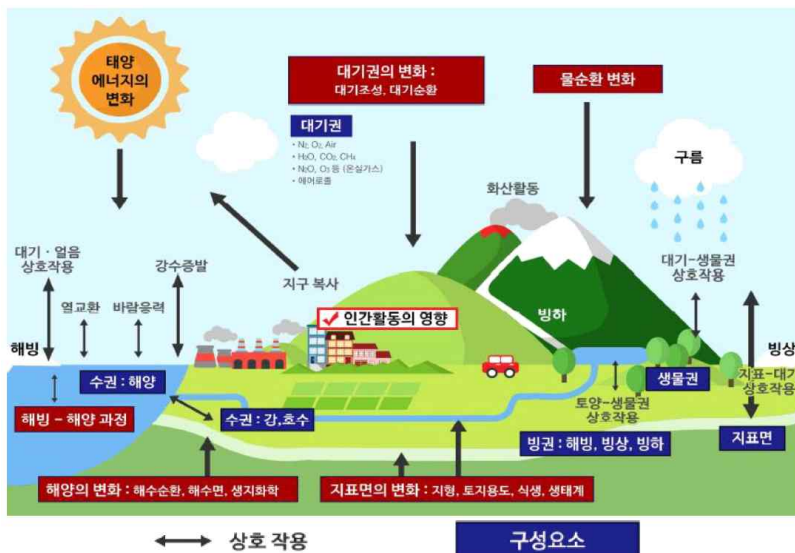 태양
에너지의
변화
대기권의 변화 :
대기조성, 대기순환
물순환 변화
대기권
• N₂, O₂, Air
• H₂O, CO₂, CH₄
• N₂O, O₃ 등 (온실가스)
• 에어로졸
구름
화산활동
대기 · 얼음
상호작용
강수증발
지구 복사
대기-생물권
상호작용
열교환
바람응력
✓ 인간활동의 영향
빙하
해빙
빙상
수권 : 해양
생물권
지표-대기
상호작용
해빙 – 해양 과정
수권 : 강,호수
토양-생물권
상호작용
빙권 : 해빙, 빙상, 빙하
지표면
해양의 변화 : 해수순환, 해수면, 생지화학
지표면의 변화 : 지형, 토지용도, 식생, 생태계
상호 작용
구성요소